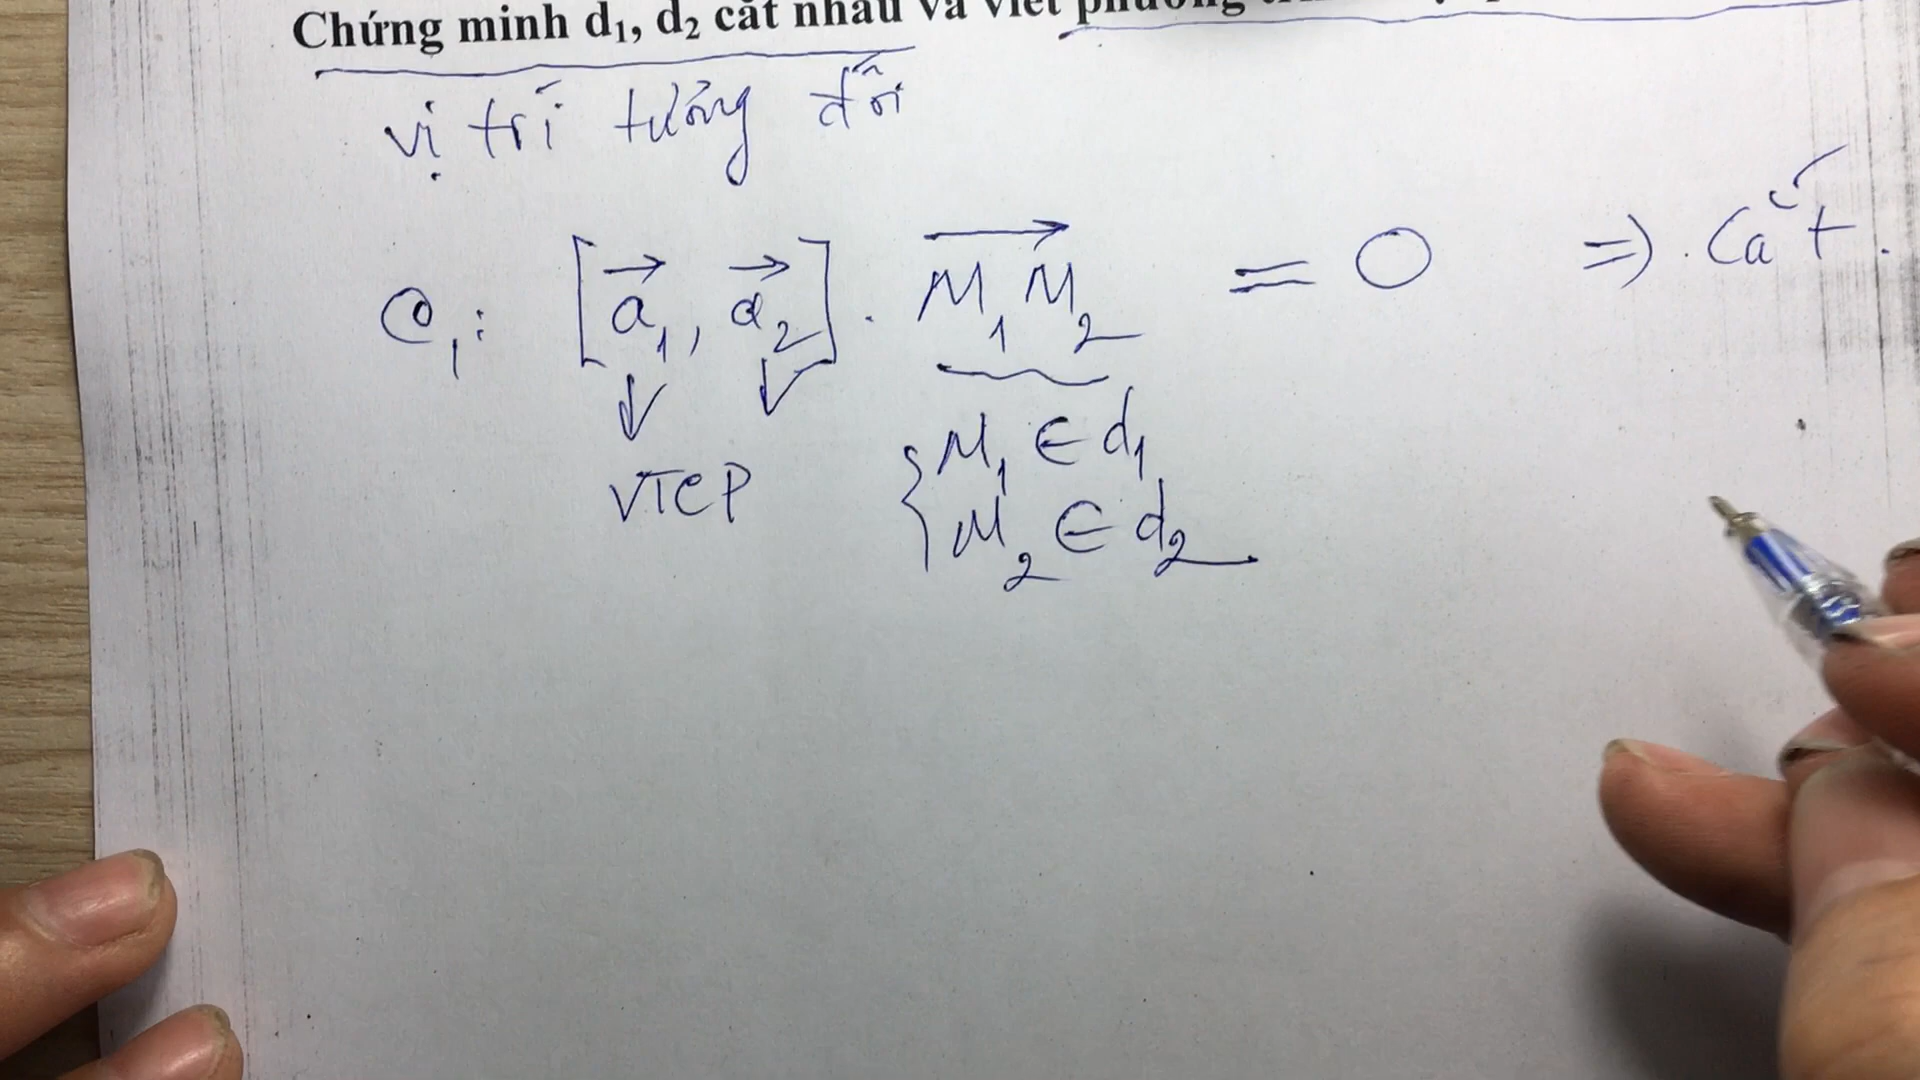 Chứng minh d₁, d₂ cắt nhau và viết
vị trí tương đối
C₁: [a₁→, a₂→] . M₁M₂→ = 0 => Cắt.
VTCP
{ M₁ ∈ d₁
M₂ ∈ d₂